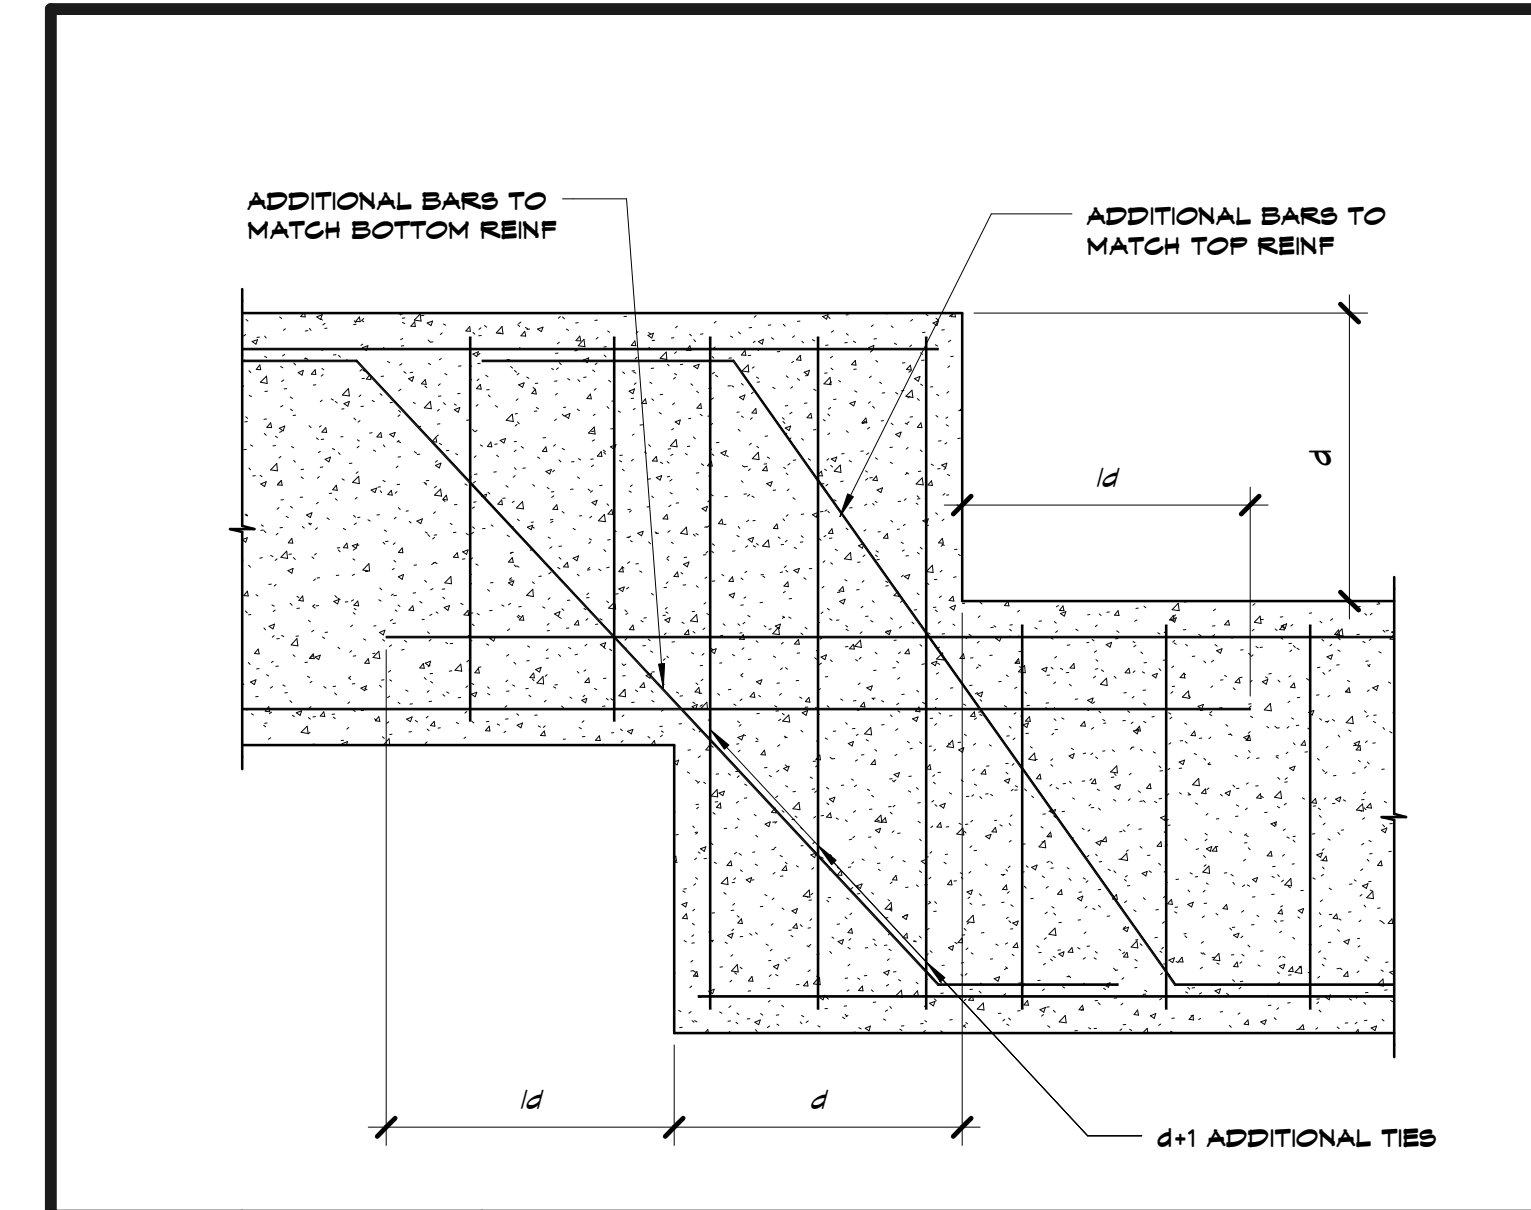 ADDITIONAL BARS TO
MATCH BOTTOM REINF
ADDITIONAL BARS TO
MATCH TOP REINF
d
ld
ld
d
d+1 ADDITIONAL TIES